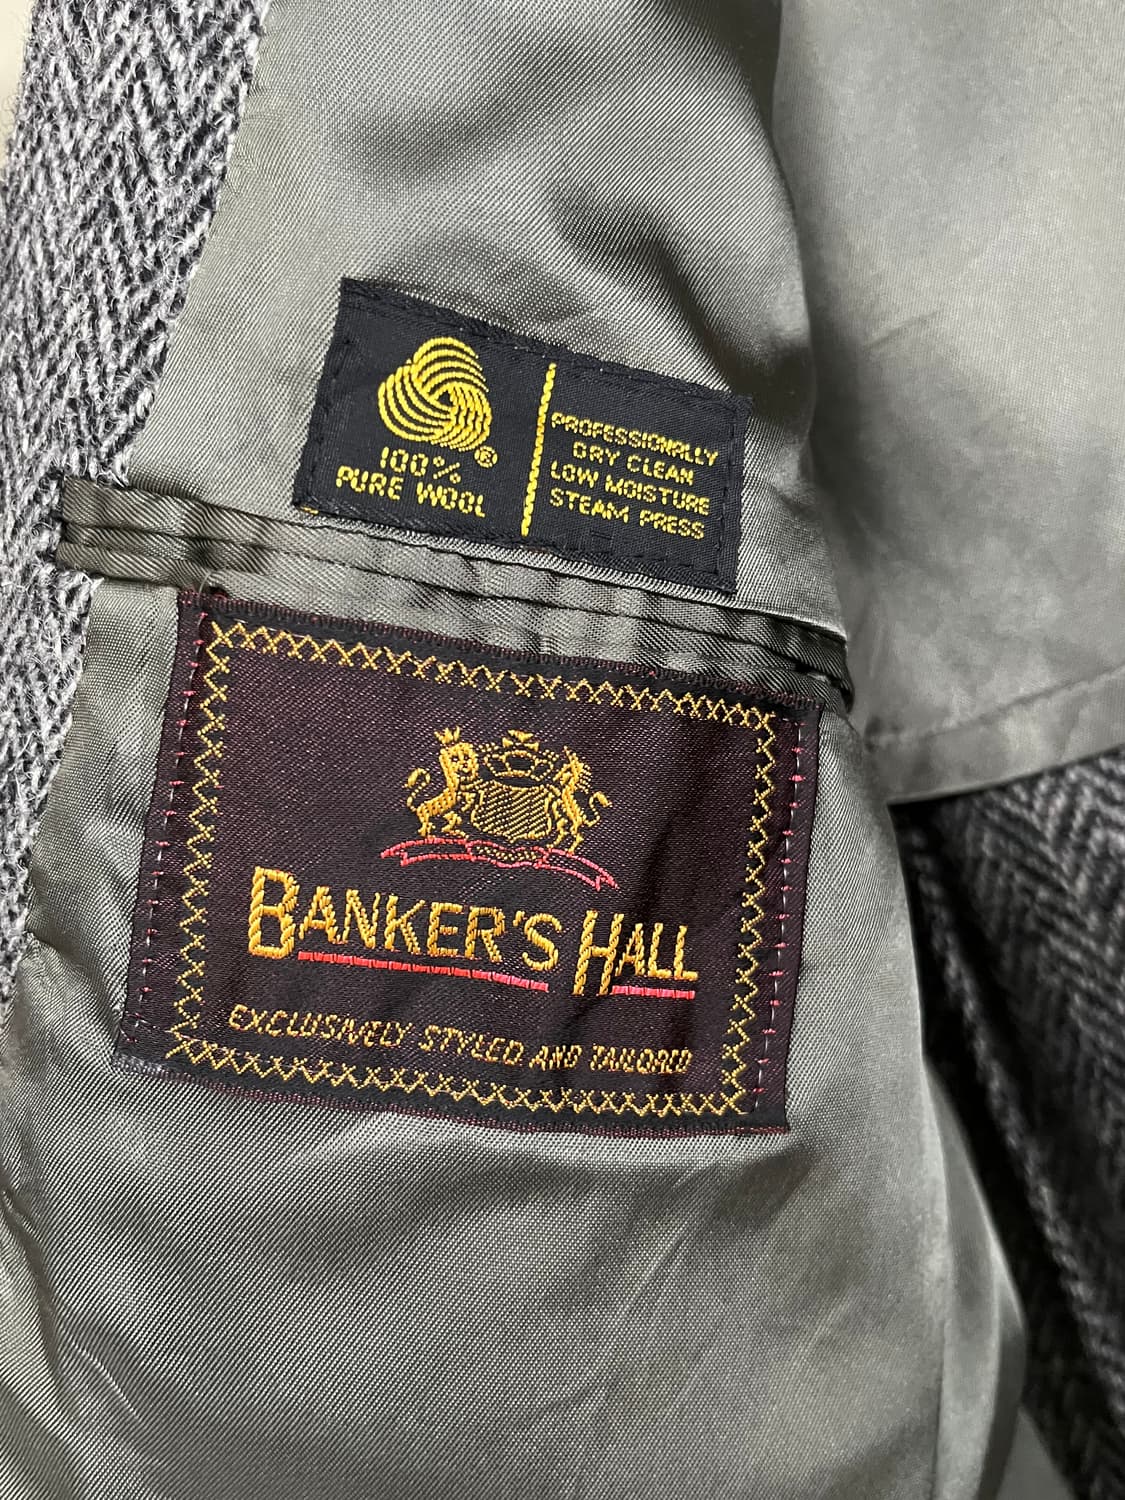 100%
PURE WOOL
PROFESSIONALLY
DRY CLEAN
LOW MOISTURE
STEAM PRESS
BANKER'S HALL
EXCLUSIVELY STYLED AND TAILORED